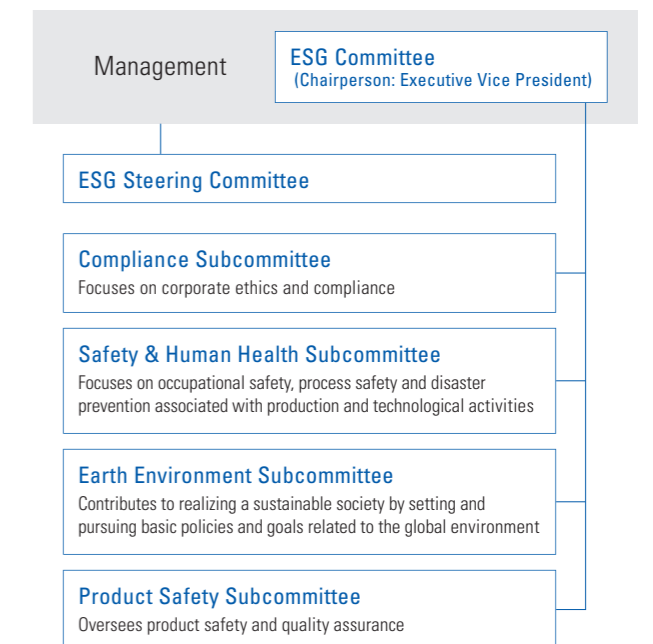 Management
ESG Committee
(Chairperson: Executive Vice President)
ESG Steering Committee
Compliance Subcommittee
Focuses on corporate ethics and compliance
Safety & Human Health Subcommittee
Focuses on occupational safety, process safety and disaster
prevention associated with production and technological activities
Earth Environment Subcommittee
Contributes to realizing a sustainable society by setting and
pursuing basic policies and goals related to the global environment
Product Safety Subcommittee
Oversees product safety and quality assurance